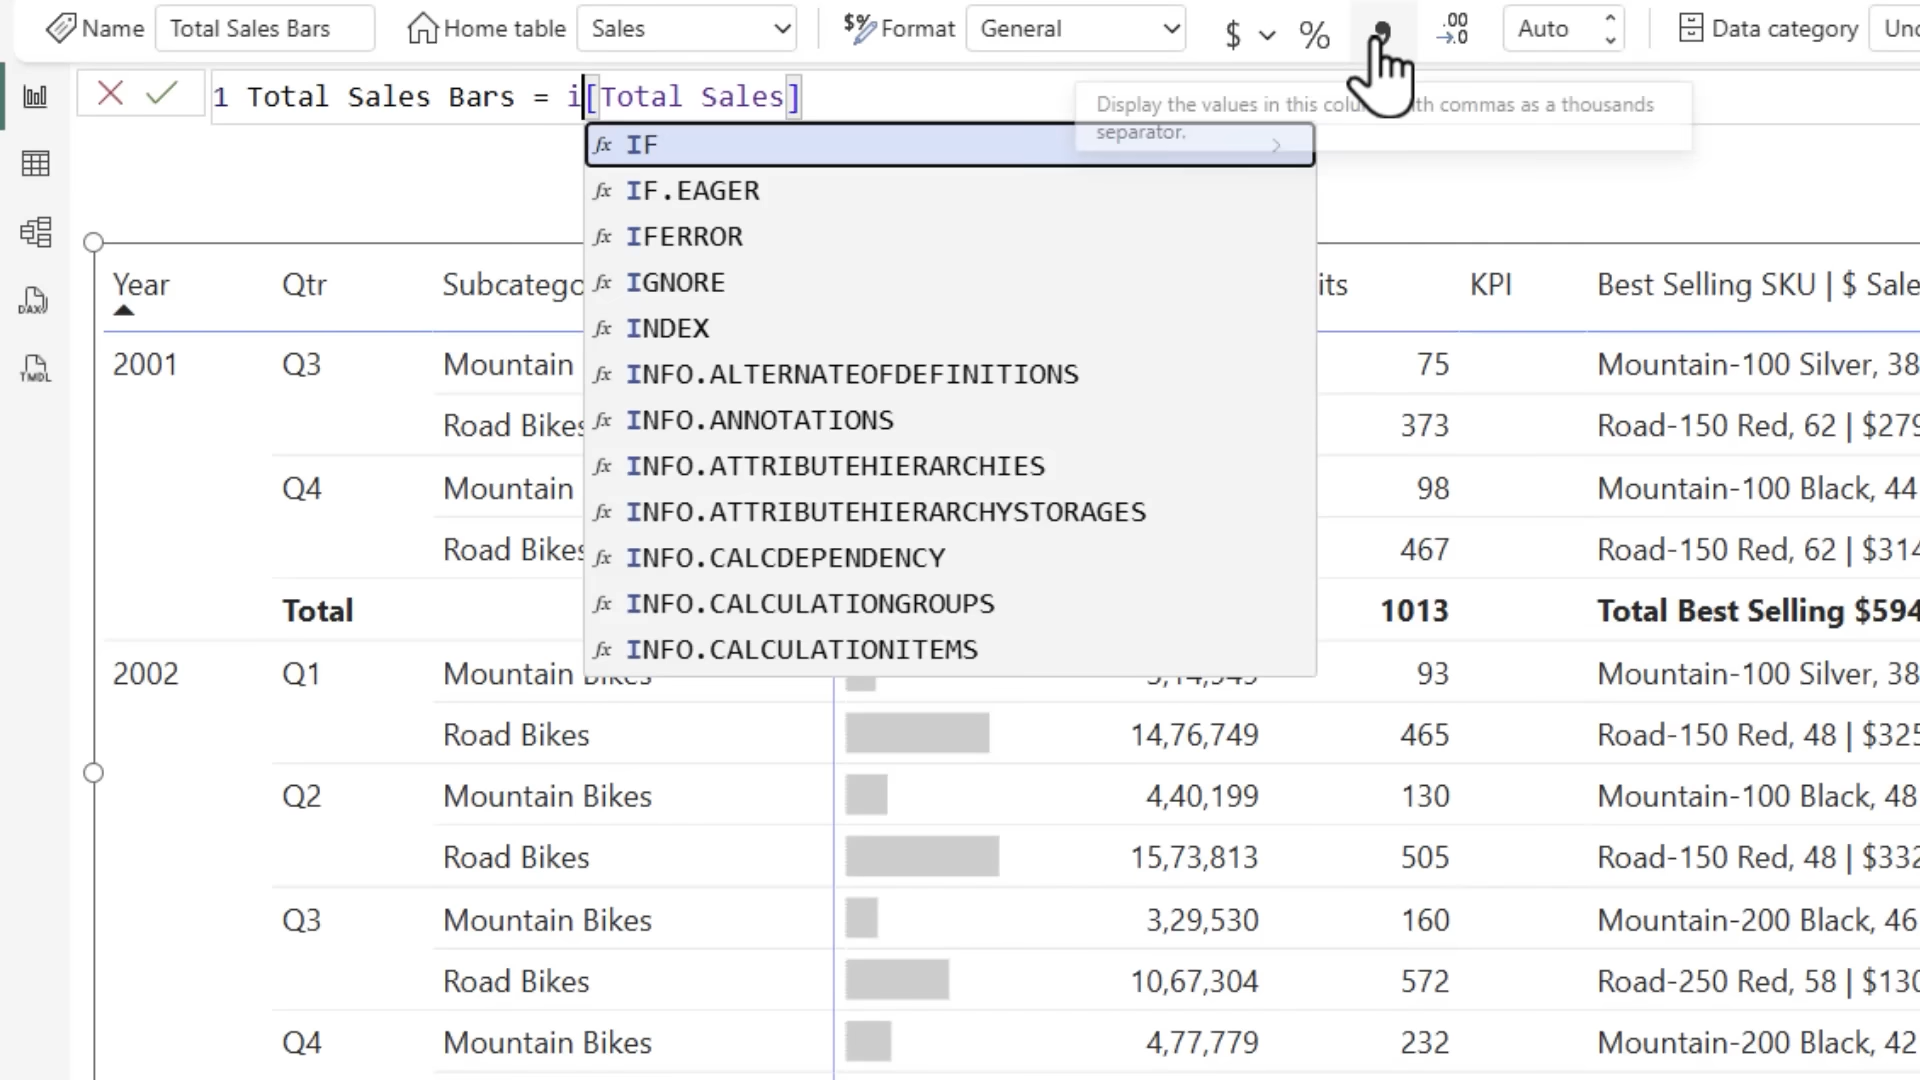 Name Total Sales Bars Home table Sales Format General $ % .00 .0 Auto Data category
1 Total Sales Bars = i[Total Sales]
Display the values in this with commas as a thousands
separator.
IF
IF.EAGER
IFERROR
IGNORE
INDEX
INFO.ALTERNATEOFDEFINITIONS
INFO.ANNOTATIONS
INFO.ATTRIBUTEHIERARCHIES
INFO.ATTRIBUTEHIERARCHYSTORAGES
INFO.CALCDEPENDENCY
INFO.CALCULATIONGROUPS
INFO.CALCULATIONITEMS
DAX
TMDL
Year Qtr Subcatego its KPI Best Selling SKU | $ Sale
2001 Q3 Mountain 75 Mountain-100 Silver, 38
Road Bikes 373 Road-150 Red, 62 | $279
Q4 Mountain 98 Mountain-100 Black, 44
Road Bikes 467 Road-150 Red, 62 | $314
Total 1013 Total Best Selling $594
2002 Q1 Mountain Bikes 93 Mountain-100 Silver, 38
Road Bikes 14,76,749 465 Road-150 Red, 48 | $325
Q2 Mountain Bikes 4,40,199 130 Mountain-100 Black, 48
Road Bikes 15,73,813 505 Road-150 Red, 48 | $332
Q3 Mountain Bikes 3,29,530 160 Mountain-200 Black, 46
Road Bikes 10,67,304 572 Road-250 Red, 58 | $130
Q4 Mountain Bikes 4,77,779 232 Mountain-200 Black, 42